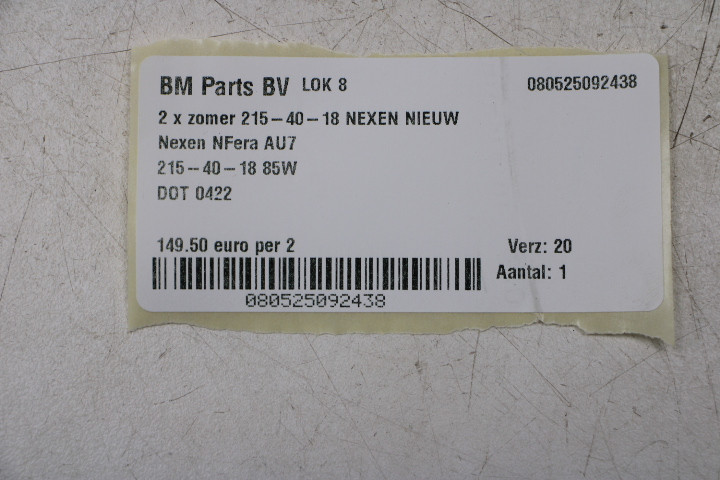 BM Parts BV LOK 8 080525092438
2 x zomer 215-40-18 NEXEN NIEUW
Nexen NFera AU7
215-40-18 85W
DOT 0422
149.50 euro per 2 Verz: 20
Aantal: 1
080525092438